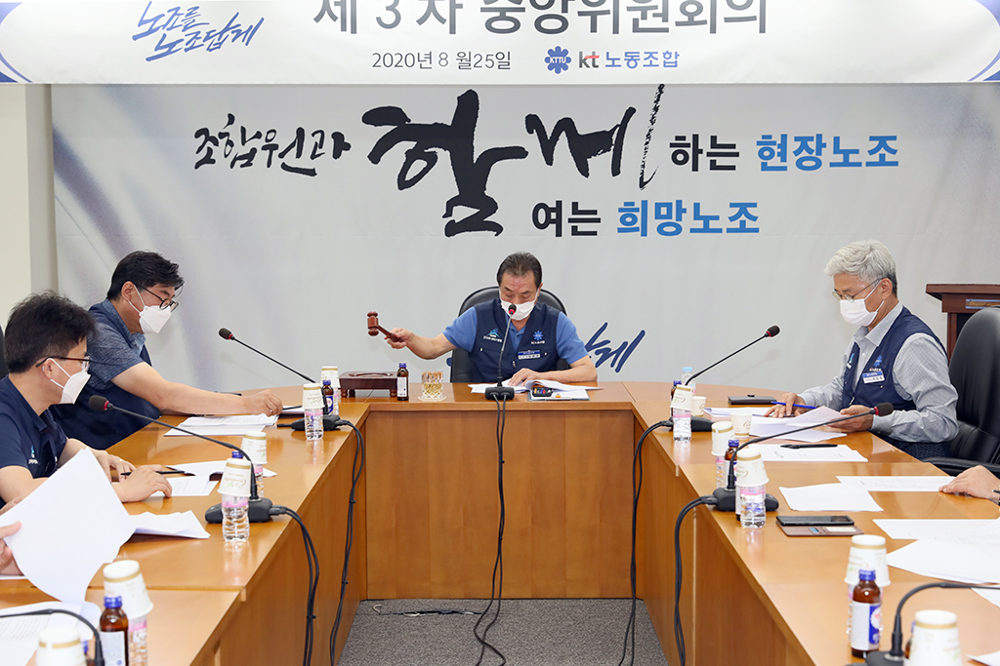 노조를
노조답게
제 3 차 중앙위원회의
2020년 8 월25일
KTTU kt 노동조합
조합원과 함께 하는 현장노조
여는 희망노조
답게